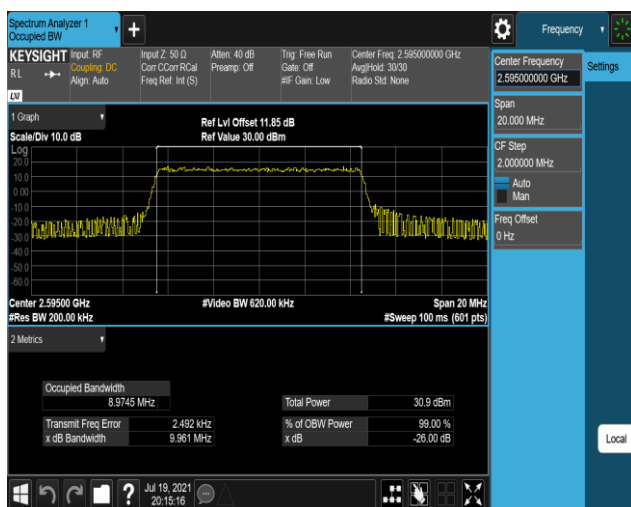 Spectrum Analyzer 1
Occupied BW
+
Frequency
KEYSIGHT
RL
LXI
Input: RF
Coupling: DC
Align: Auto
Input Z: 50 Ω
Corr CCorr RCal
Freq Ref: Int (S)
Atten: 40 dB
Preamp: Off
Trig: Free Run
Gate: Off
#IF Gain: Low
Center Freq: 2.595000000 GHz
Avg|Hold: 30/30
Radio Std: None
Center Frequency
2.595000000 GHz
Settings
Span
20.000 MHz
CF Step
2.000000 MHz
Auto
Man
Freq Offset
0 Hz
Local
1 Graph
Scale/Div 10.0 dB
Ref Lvl Offset 11.85 dB
Ref Value 30.00 dBm
Log
20.0
10.0
0.00
-10.0
-20.0
-30.0
-40.0
-50.0
-60.0
Center 2.59500 GHz
#Video BW 620.00 kHz
Span 20 MHz
#Res BW 200.00 kHz
#Sweep 100 ms (601 pts)
2 Metrics
Occupied Bandwidth
8.9745 MHz
Total Power 30.9 dBm
Transmit Freq Error 2.492 kHz
% of OBW Power 99.00 %
x dB Bandwidth 9.961 MHz
x dB -26.00 dB
?
Jul 19, 2021
20:15:16